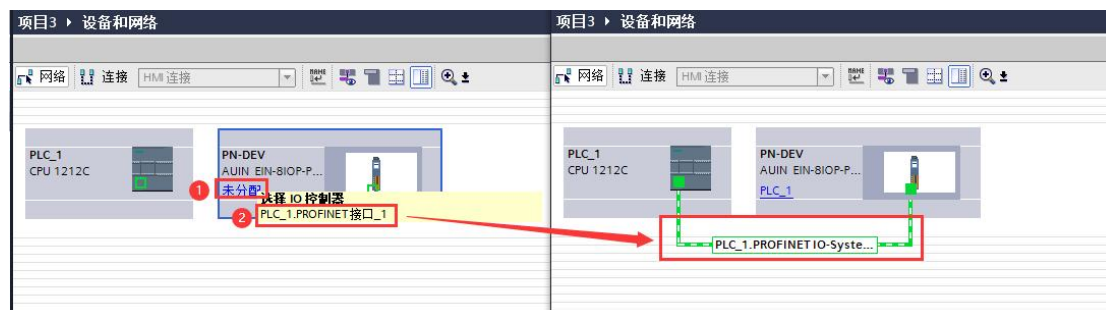 项目3 ▸ 设备和网络
网络 连接 HMI 连接
PLC_1
CPU 1212C
PN-DEV
AUIN EIN-8IOP-P...
1 未分配
选择 IO 控制器
2 PLC_1.PROFINET接口_1
项目3 ▸ 设备和网络
网络 连接 HMI 连接
PLC_1
CPU 1212C
PN-DEV
AUIN EIN-8IOP-P...
PLC_1
PLC_1.PROFINET IO-Syste...